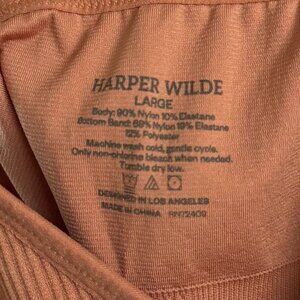 HARPER WILDE
LARGE
Body: 90% Nylon 10% Elastane
Bottom Band: 69% Nylon 19% Elastane
12% Polyester
Machine wash cold, gentle cycle.
Only non-chlorine bleach when needed.
Tumble dry low.
DESIGNED IN LOS ANGELES
MADE IN CHINA RN72409